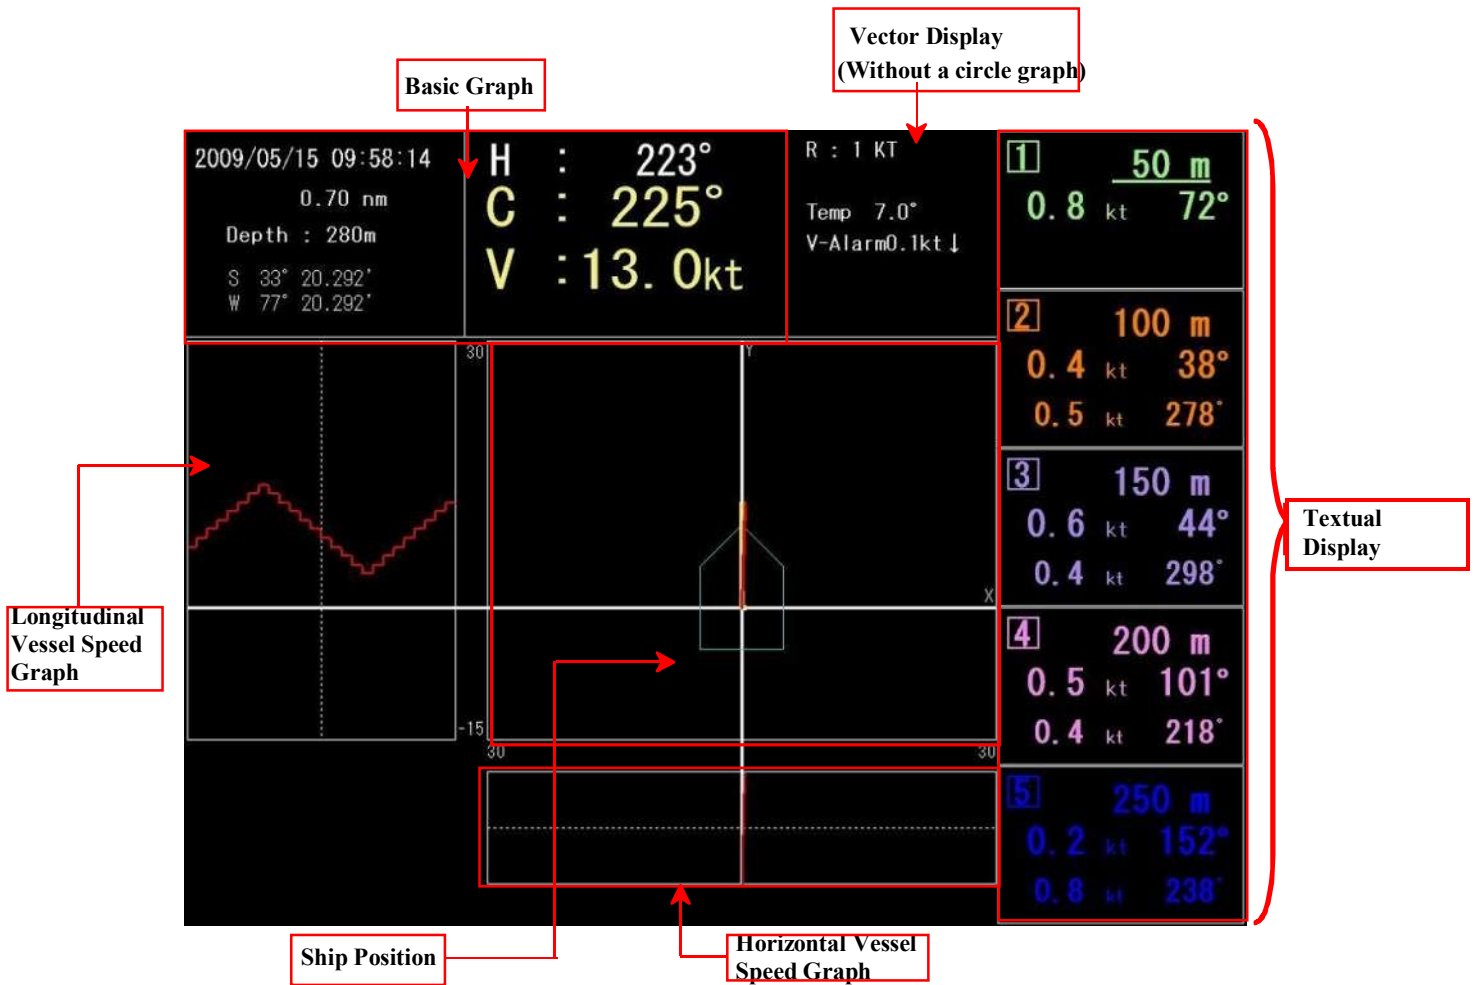 Vector Display
(Without a circle graph)
Basic Graph
2009/05/15 09:58:14
0.70 nm
Depth : 280m
S 33° 20.292'
W 77° 20.292'
H : 223°
C : 225°
V :13.0kt
R : 1 KT
Temp 7.0°
V-Alarm0.1kt↓
1 50 m
0.8 kt 72°
2 100 m
0.4 kt 38°
0.5 kt 278°
3 150 m
0.6 kt 44°
0.4 kt 298°
4 200 m
0.5 kt 101°
0.4 kt 218°
5 250 m
0.2 kt 152°
0.8 kt 238°
30
Y
X
-15
30 30
Textual
Display
Longitudinal
Vessel Speed
Graph
Ship Position
Horizontal Vessel
Speed Graph